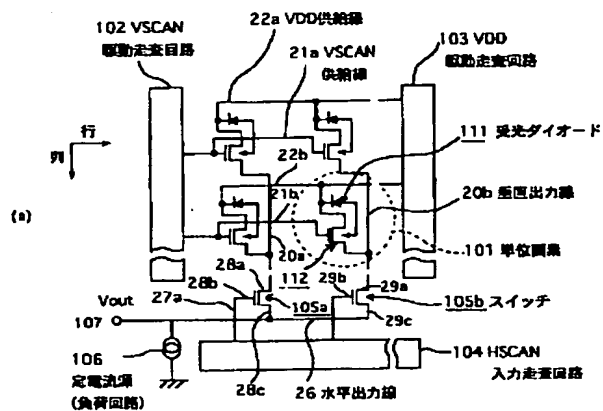 102 VSCAN
駆動走査回路
22a VDD供給線
21a VSCAN
供給線
103 VDD
駆動走査回路
行
列
22b
111 受光ダイオード
21b
20b 垂直出力線
(a)
20a
101 単位画素
28a
112
29b
29a
28b
27a
Vout
105a
105b スイッチ
107
29c
106
定電流源
(負荷回路)
28c
26 水平出力線
104 HSCAN
入力走査回路